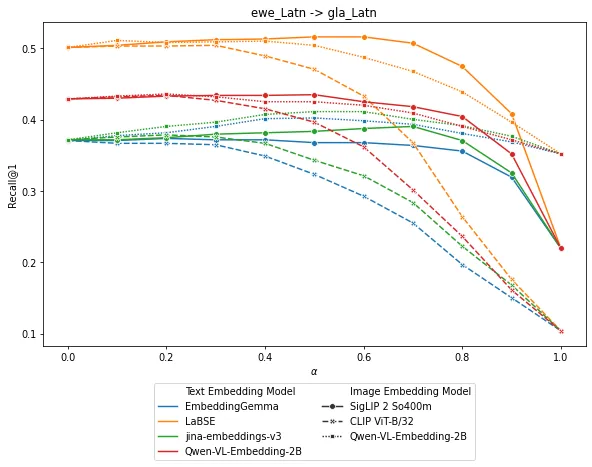 ewe_Latn -> gla_Latn
Recall@1
0.5
0.4
0.3
0.2
0.1
0.0
0.2
0.4
0.6
0.8
1.0
α
Text Embedding Model
EmbeddingGemma
LaBSE
jina-embeddings-v3
Qwen-VL-Embedding-2B
Image Embedding Model
SigLIP 2 So400m
CLIP ViT-B/32
Qwen-VL-Embedding-2B